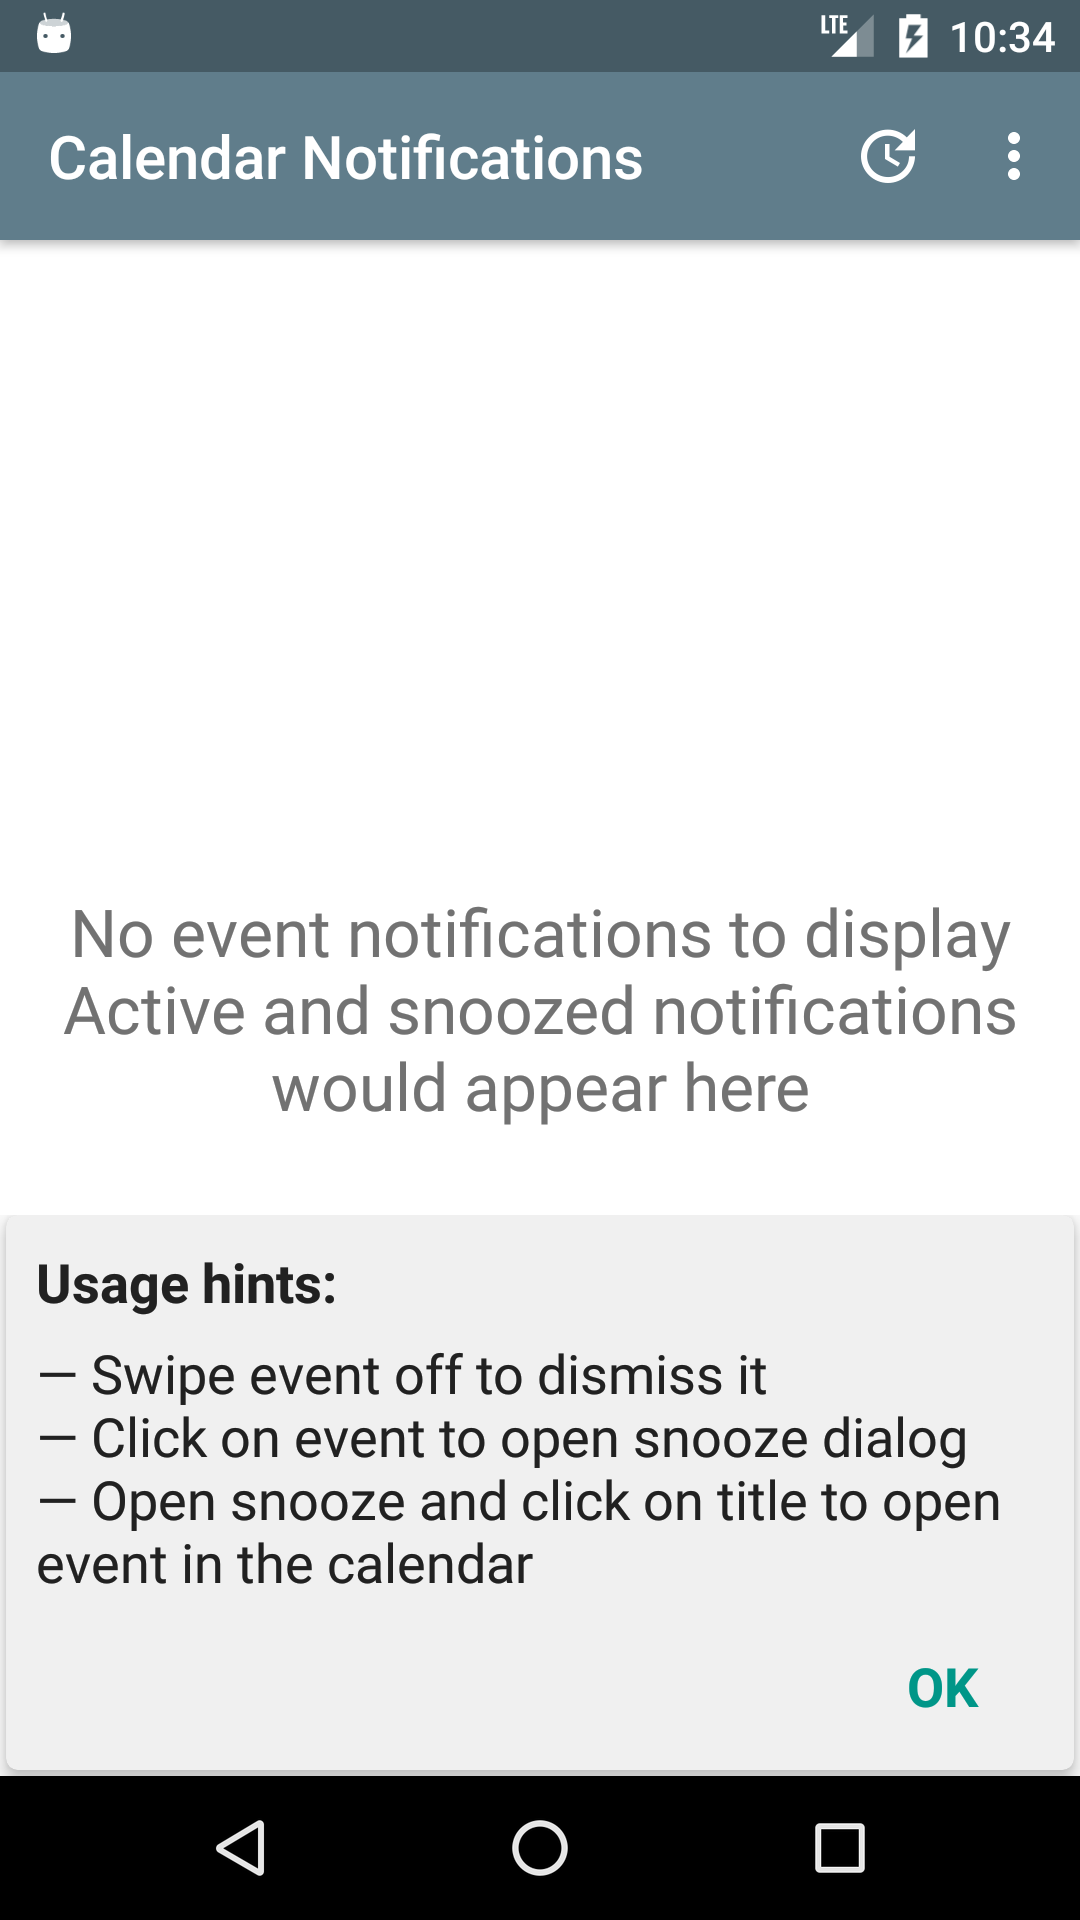 LTE 10:34
Calendar Notifications
No event notifications to display
Active and snoozed notifications
would appear here
Usage hints:
— Swipe event off to dismiss it
— Click on event to open snooze dialog
— Open snooze and click on title to open
event in the calendar
OK